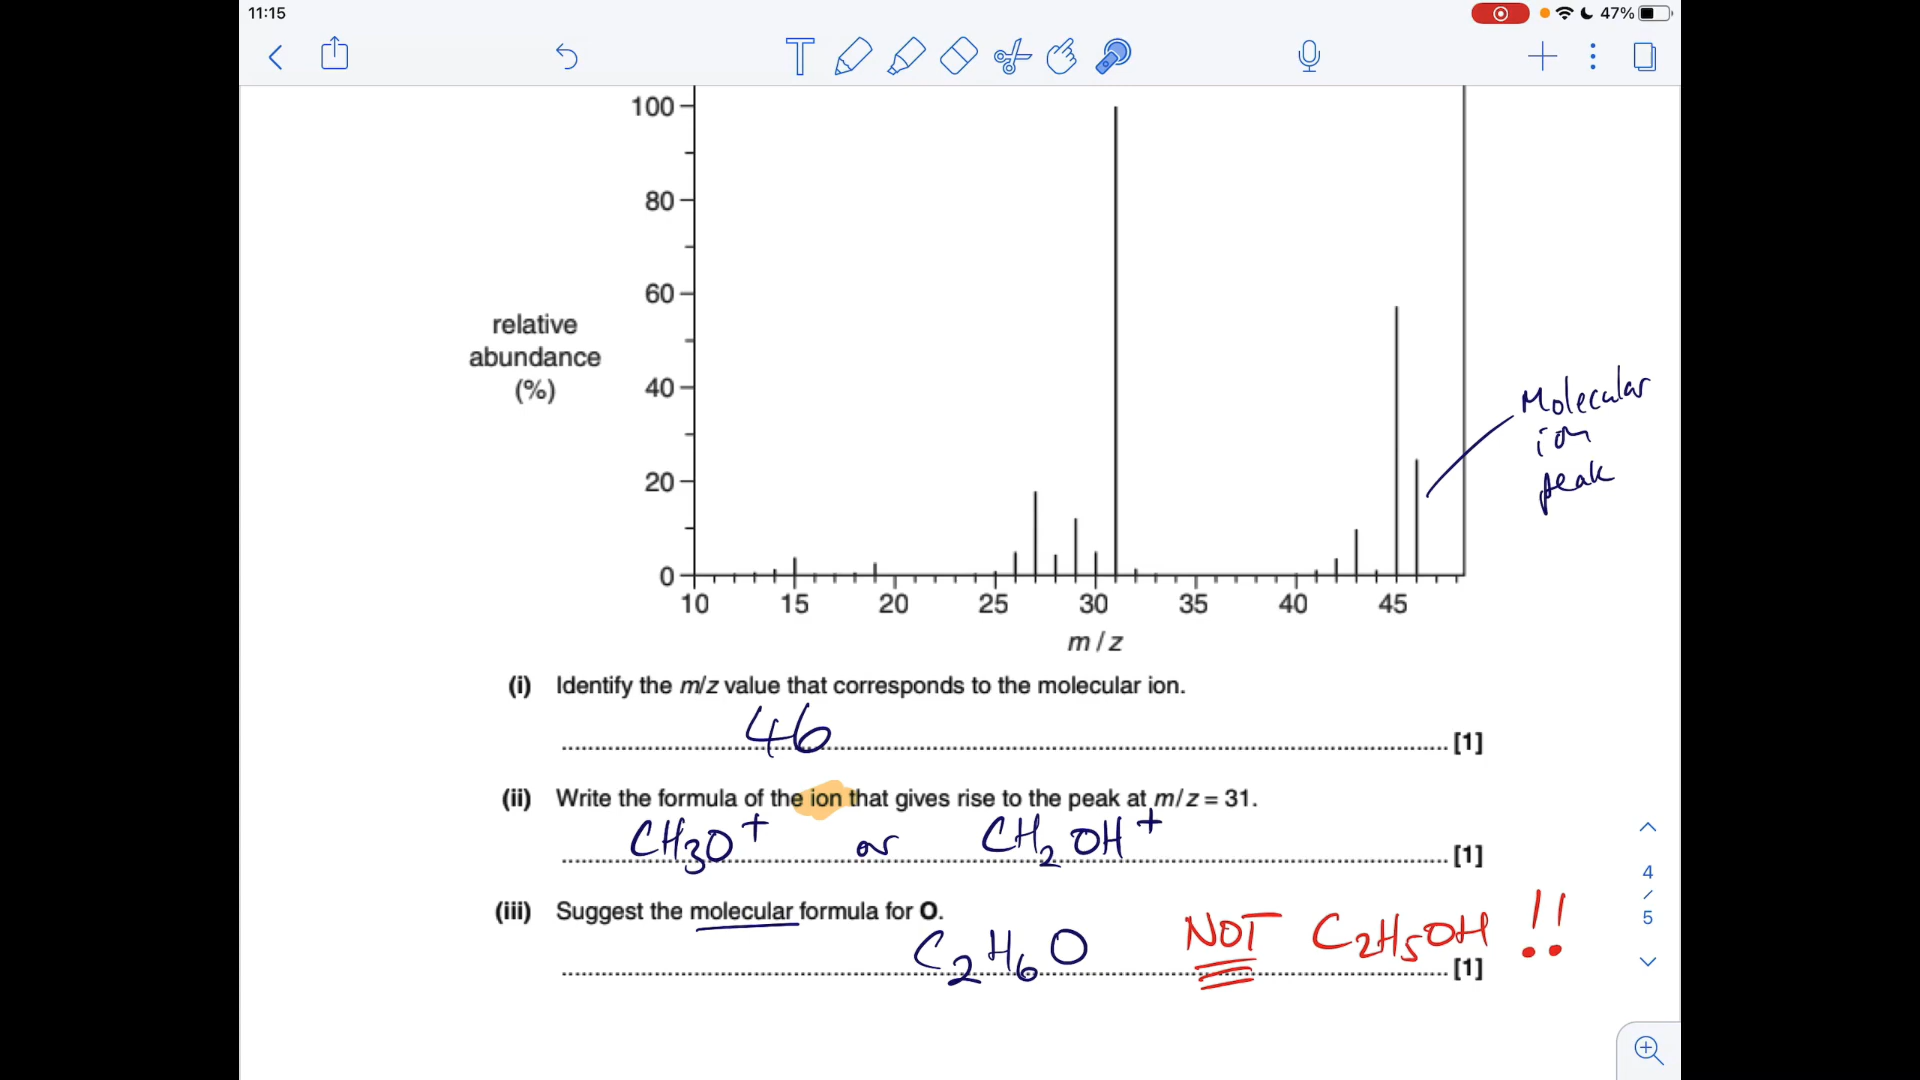 11:15
47%
T
100
80
60
40
20
0
relative
abundance
(%)
10 15 20 25 30 35 40 45
m / z
Molecular
ion
peak
(i) Identify the m/z value that corresponds to the molecular ion.
46
[1]
(ii) Write the formula of the ion that gives rise to the peak at m/z = 31.
CH3O+ or CH2OH+
[1]
(iii) Suggest the molecular formula for O.
C2H6O NOT C2H5OH !!
[1]
4
/
5